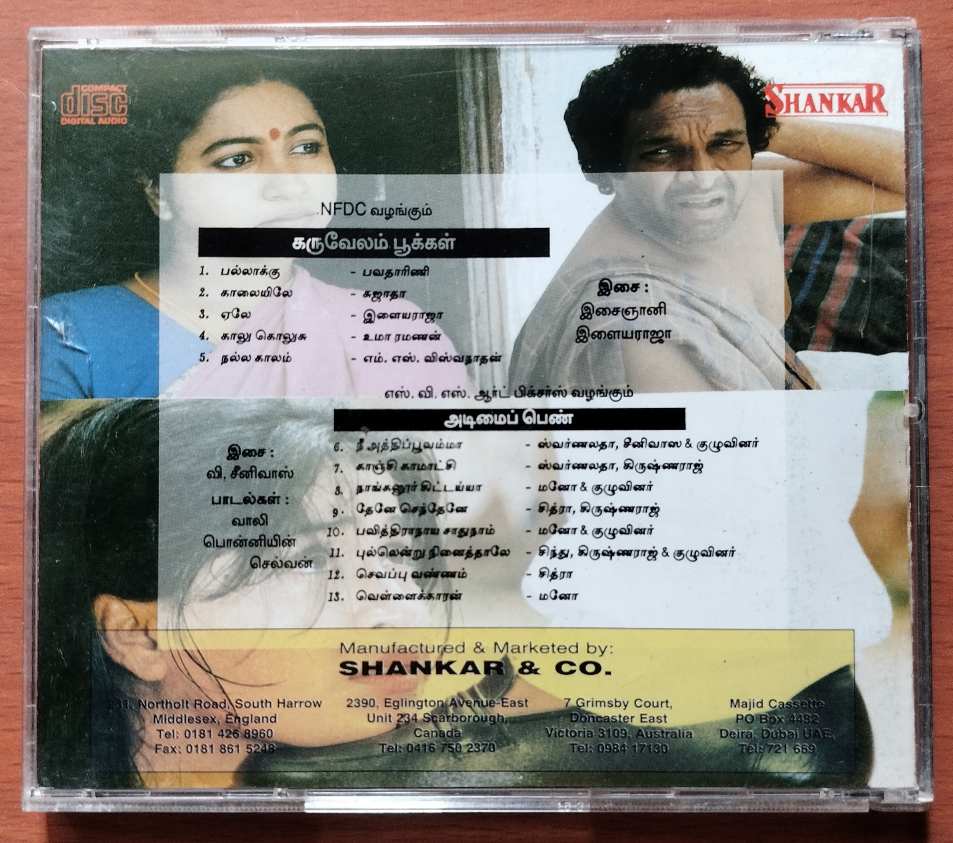 COMPACT
disc
DIGITAL AUDIO
SHANKAR
NFDC வழங்கும்
கருவேலம் பூக்கள்
1. பல்லாக்கு - பவதாரிணி
2. காலையிலே - சுஜாதா
3. ஏலே - இளையராஜா
4. காலு கொலுசு - உமா ரமணன்
5. நல்ல காலம் - எம். எஸ். விஸ்வநாதன்
இசை :
இசைஞானி
இளையராஜா
எஸ். வி. எஸ். ஆர்ட் பிக்சர்ஸ் வழங்கும்
அடிமைப் பெண்
இசை :
வி, சீனிவாஸ்
பாடல்கள் :
வாலி
பொன்னியின்
செல்வன்
6. நீ அத்திப்பூவம்மா - ஸ்வர்ணலதா, சீனிவாஸ & குழுவினர்
7. காஞ்சி காமாட்சி - ஸ்வர்ணலதா, கிருஷ்ணராஜ்
8. நாங்கனூர் கிட்டய்யா - மனோ & குழுவினர்
9. தேனே செந்தேனே - சித்ரா, கிருஷ்ணராஜ்
10. பவித்திராநாய சாதுநாம் - மனோ & குழுவினர்
11. புல்லென்று நினைத்தாலே - சிந்து, கிருஷ்ணராஜ் & குழுவினர்
12. செவப்பு வண்ணம் - சித்ரா
13. வெள்னைக்காரன் - மனோ
Manufactured & Marketed by:
SHANKAR & CO.
Northolt Road, South Harrow
Middlesex, England
Tel: 0181 426 8960
Fax: 0181 861 5248
2390, Eglington Avenue-East
Unit 234 Scarborough,
Canada
Tel: 0416 750 2370
7 Grimsby Court,
Doncaster East
Victoria 3109, Australia
Tel: 0984 17130
Majid Cassette
PO Box 4482
Deira, Dubai UAE,
Tel: 721 669